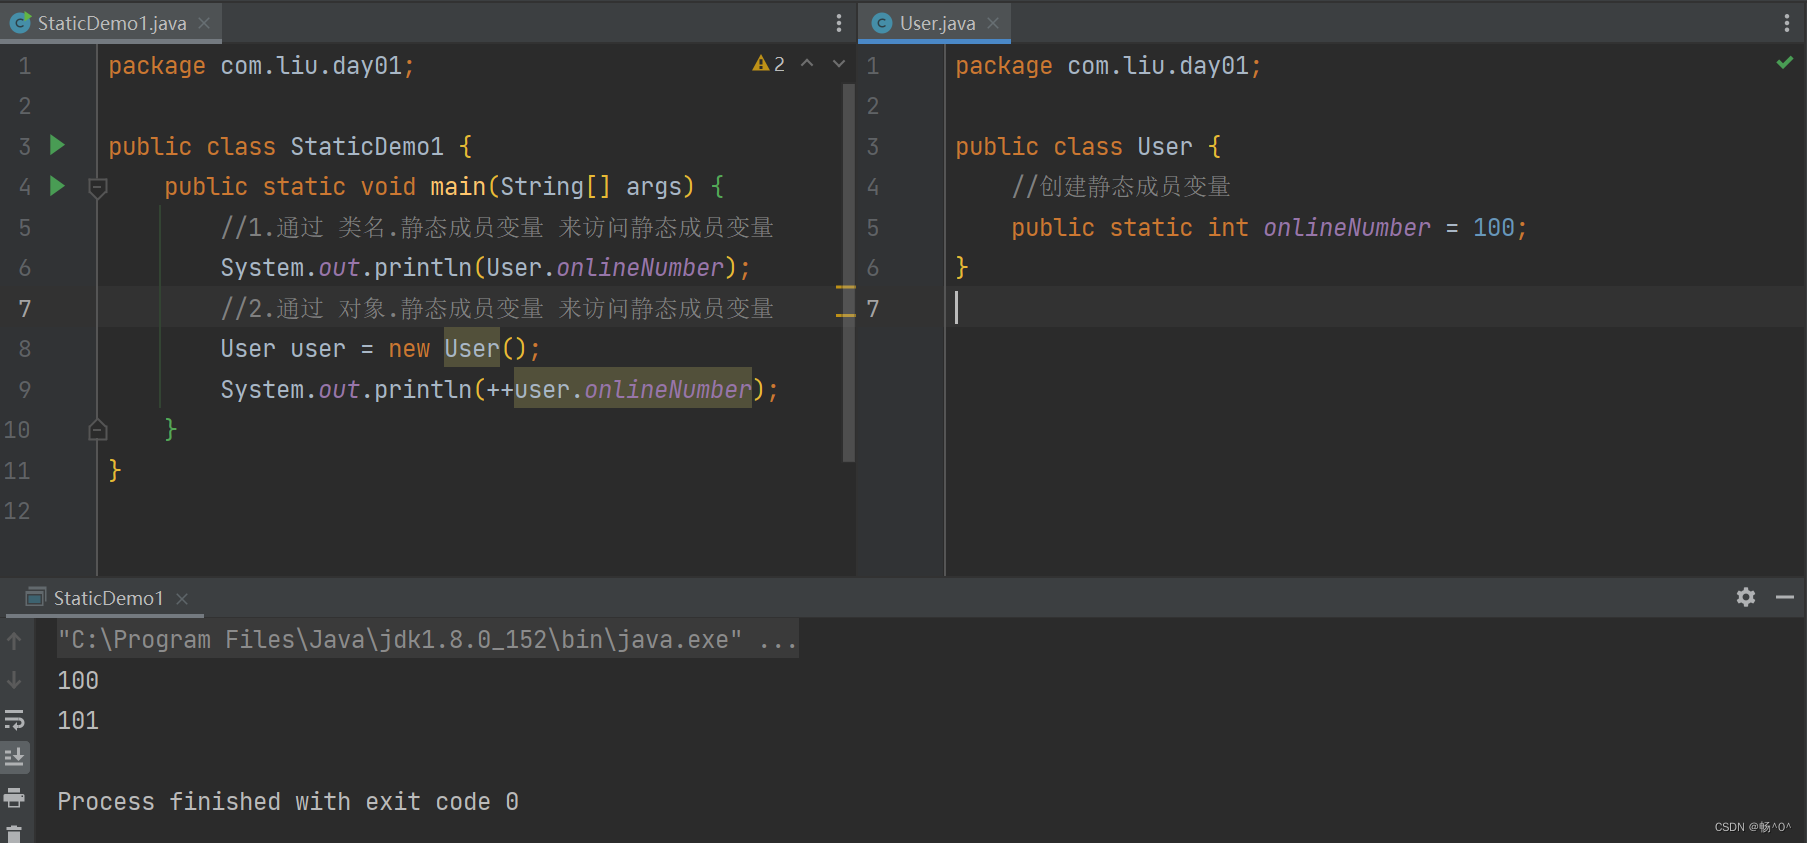 StaticDemo1.java
User.java
1 package com.liu.day01;
2
3 public class StaticDemo1 {
4 public static void main(String[] args) {
5 //1.通过 类名.静态成员变量 来访问静态成员变量
6 System.out.println(User.onlineNumber);
7 //2.通过 对象.静态成员变量 来访问静态成员变量
8 User user = new User();
9 System.out.println(++user.onlineNumber);
10 }
11 }
12
2
1 package com.liu.day01;
2
3 public class User {
4 //创建静态成员变量
5 public static int onlineNumber = 100;
6 }
7
StaticDemo1
"C:\Program Files\Java\jdk1.8.0_152\bin\java.exe" ...
100
101
Process finished with exit code 0
CSDN @畅^O^